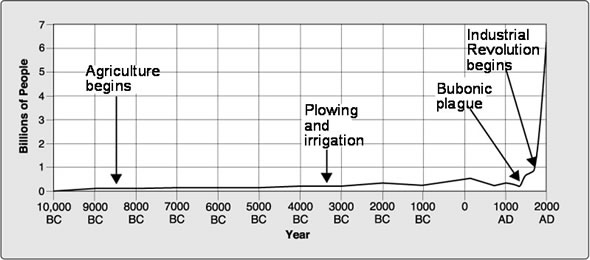 7
6
5
4
3
2
1
0
Billions of People
Agriculture
begins
Plowing
and
irrigation
Bubonic
plague
Industrial
Revolution
begins
10,000 9000 8000 7000 6000 5000 4000 3000 2000 1000 0 1000 2000
BC BC BC BC BC BC BC BC BC BC AD AD
Year